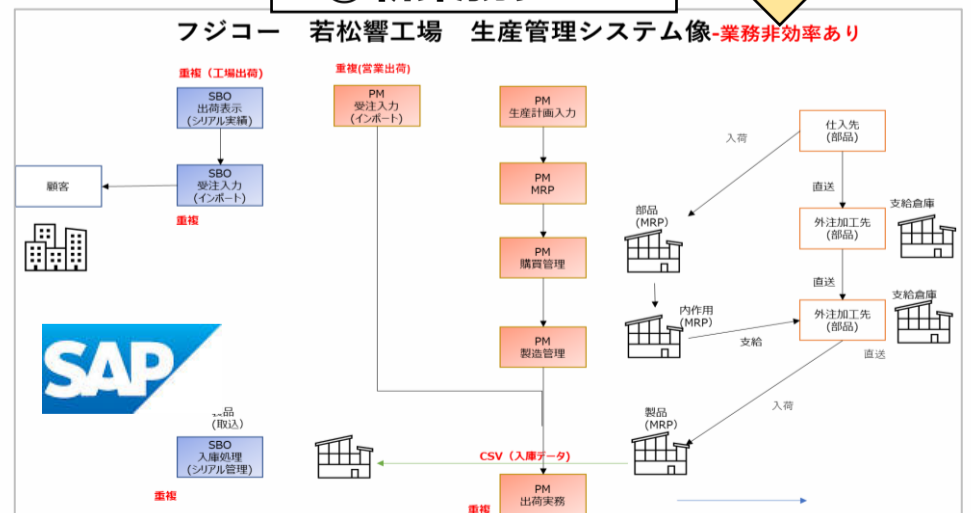 フジコー 若松響工場 生産管理システム像-業務非効率あり
重複（工場出荷)
SBO
出荷表示
(シリアル実績)
SBO
受注入力
(インポート)
重複
顧客
重複(営業出荷)
PM
受注入力
(インポート)
PM
生産計画入力
PM
MRP
PM
購買管理
PM
製造管理
仕入先
(部品)
入荷
直送
部品
(MRP)
外注加工先
(部品)
支給倉庫
直送
内作用
(MRP)
支給
外注加工先
(部品)
支給倉庫
直送
入荷
SAP
品
(取込)
SBO
入庫処理
(シリアル管理)
重複
CSV（入庫データ)
製品
(MRP)
PM
出荷実務
重複